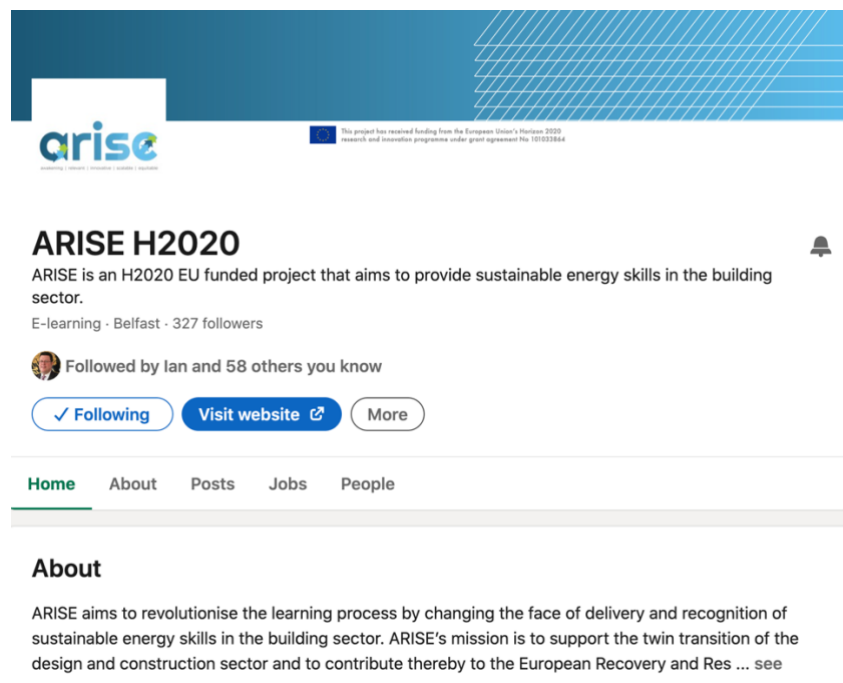 arise
This project has received funding from the European Union's Horizon 2020
research and innovation programme under grant agreement No 101033864
ARISE H2020
ARISE is an H2020 EU funded project that aims to provide sustainable energy skills in the building
sector.
E-learning · Belfast · 327 followers
Followed by Ian and 58 others you know
✓ Following
Visit website
More
Home About Posts Jobs People
About
ARISE aims to revolutionise the learning process by changing the face of delivery and recognition of
sustainable energy skills in the building sector. ARISE's mission is to support the twin transition of the
design and construction sector and to contribute thereby to the European Recovery and Res ... see